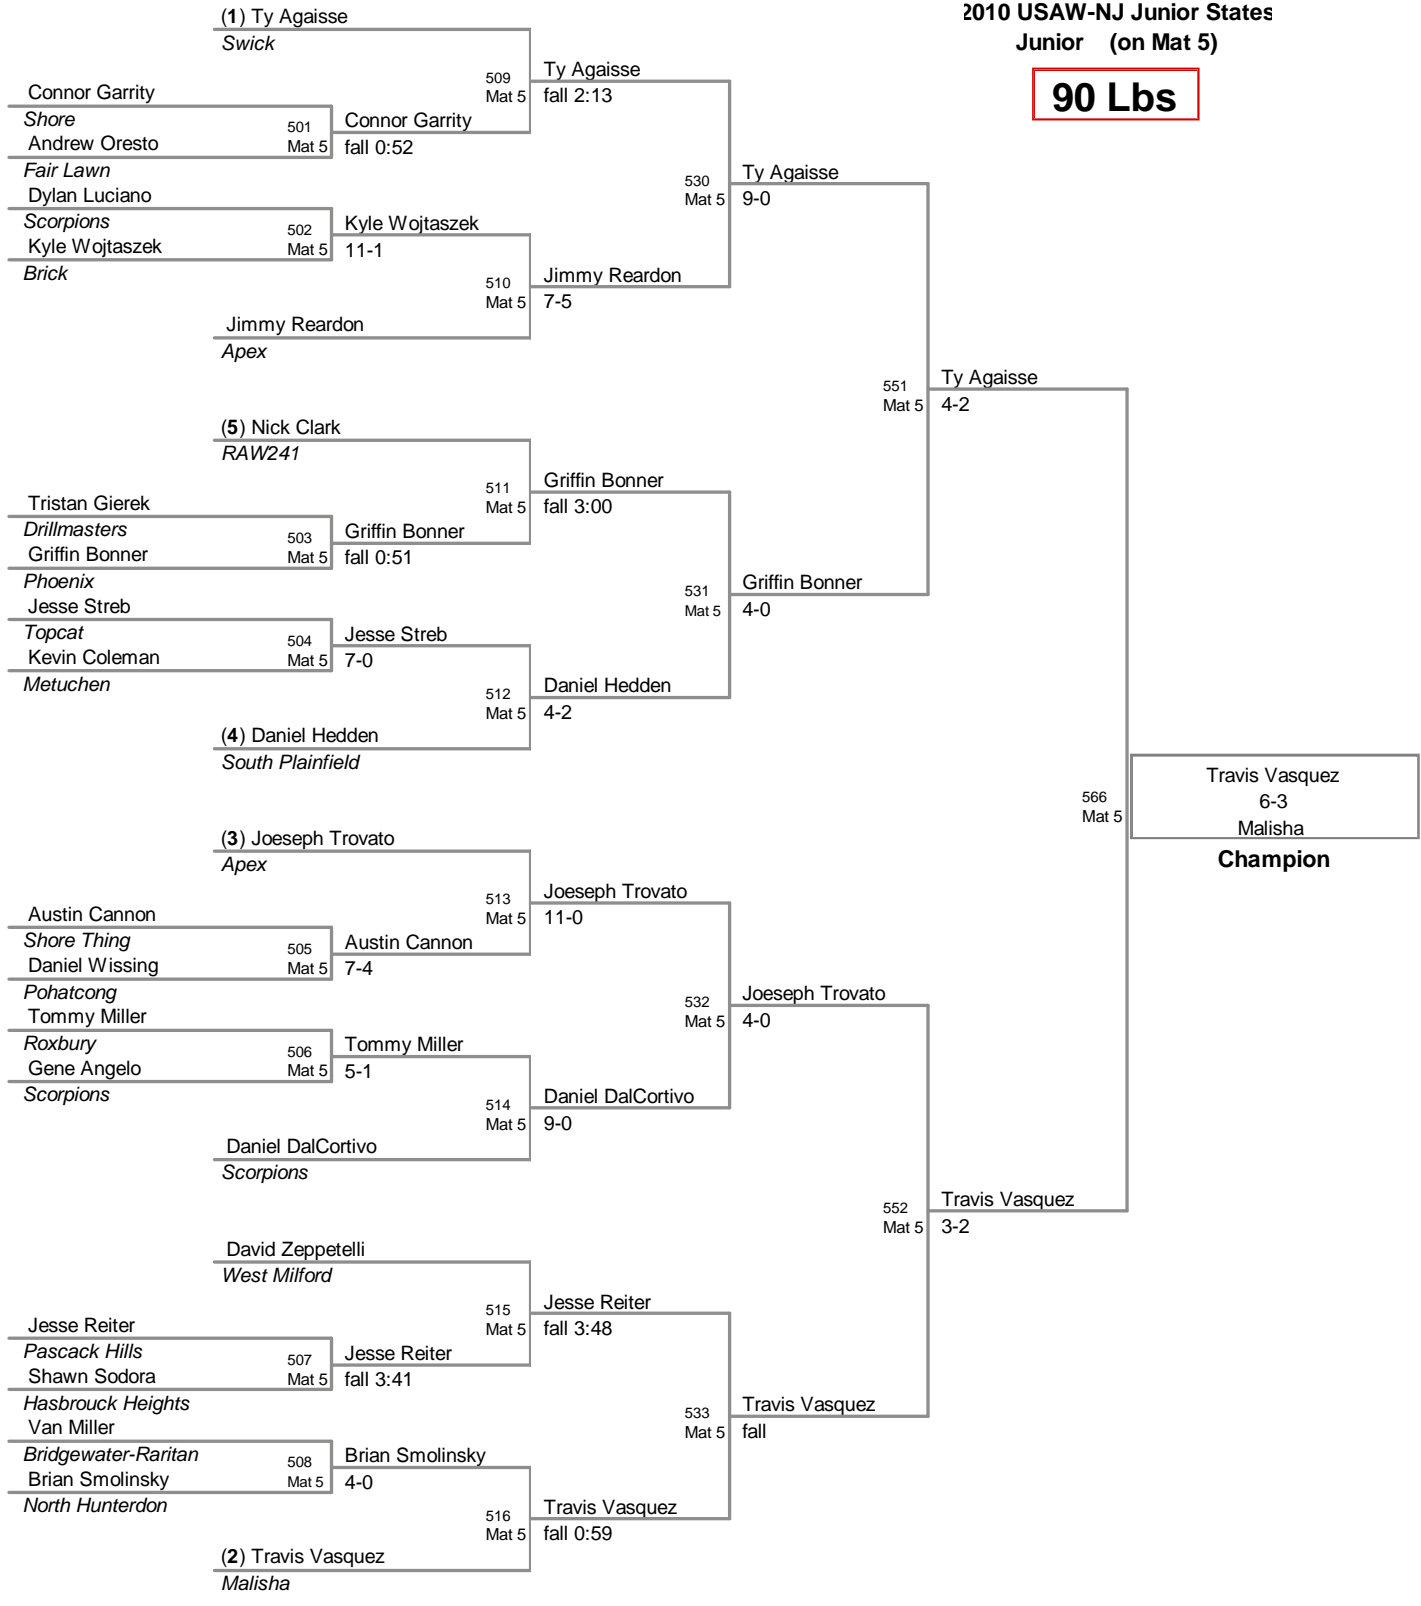 2010 USAW-NJ Junior States
Junior (on Mat 5)
90 Lbs
(1) Ty Agaisse
Swick
509
Mat 5
Ty Agaisse
fall 2:13
Connor Garrity
Shore
501
Mat 5
Connor Garrity
fall 0:52
Andrew Oresto
Fair Lawn
530
Mat 5
Ty Agaisse
9-0
Dylan Luciano
Scorpions
502
Mat 5
Kyle Wojtaszek
11-1
Kyle Wojtaszek
Brick
510
Mat 5
Jimmy Reardon
7-5
Jimmy Reardon
Apex
551
Mat 5
Ty Agaisse
4-2
(5) Nick Clark
RAW241
511
Mat 5
Griffin Bonner
fall 3:00
Tristan Gierek
Drillmasters
503
Mat 5
Griffin Bonner
fall 0:51
Griffin Bonner
Phoenix
531
Mat 5
Griffin Bonner
4-0
Jesse Streb
Topcat
504
Mat 5
Jesse Streb
7-0
Kevin Coleman
Metuchen
512
Mat 5
Daniel Hedden
4-2
(4) Daniel Hedden
South Plainfield
566
Mat 5
Travis Vasquez
6-3
Malisha
Champion
(3) Joeseph Trovato
Apex
513
Mat 5
Joeseph Trovato
11-0
Austin Cannon
Shore Thing
505
Mat 5
Austin Cannon
7-4
Daniel Wissing
Pohatcong
532
Mat 5
Joeseph Trovato
4-0
Tommy Miller
Roxbury
506
Mat 5
Tommy Miller
5-1
Gene Angelo
Scorpions
514
Mat 5
Daniel DalCortivo
9-0
Daniel DalCortivo
Scorpions
552
Mat 5
Travis Vasquez
3-2
David Zeppetelli
West Milford
515
Mat 5
Jesse Reiter
fall 3:48
Jesse Reiter
Pascack Hills
507
Mat 5
Jesse Reiter
fall 3:41
Shawn Sodora
Hasbrouck Heights
533
Mat 5
Travis Vasquez
fall
Van Miller
Bridgewater-Raritan
508
Mat 5
Brian Smolinsky
4-0
Brian Smolinsky
North Hunterdon
516
Mat 5
Travis Vasquez
fall 0:59
(2) Travis Vasquez
Malisha